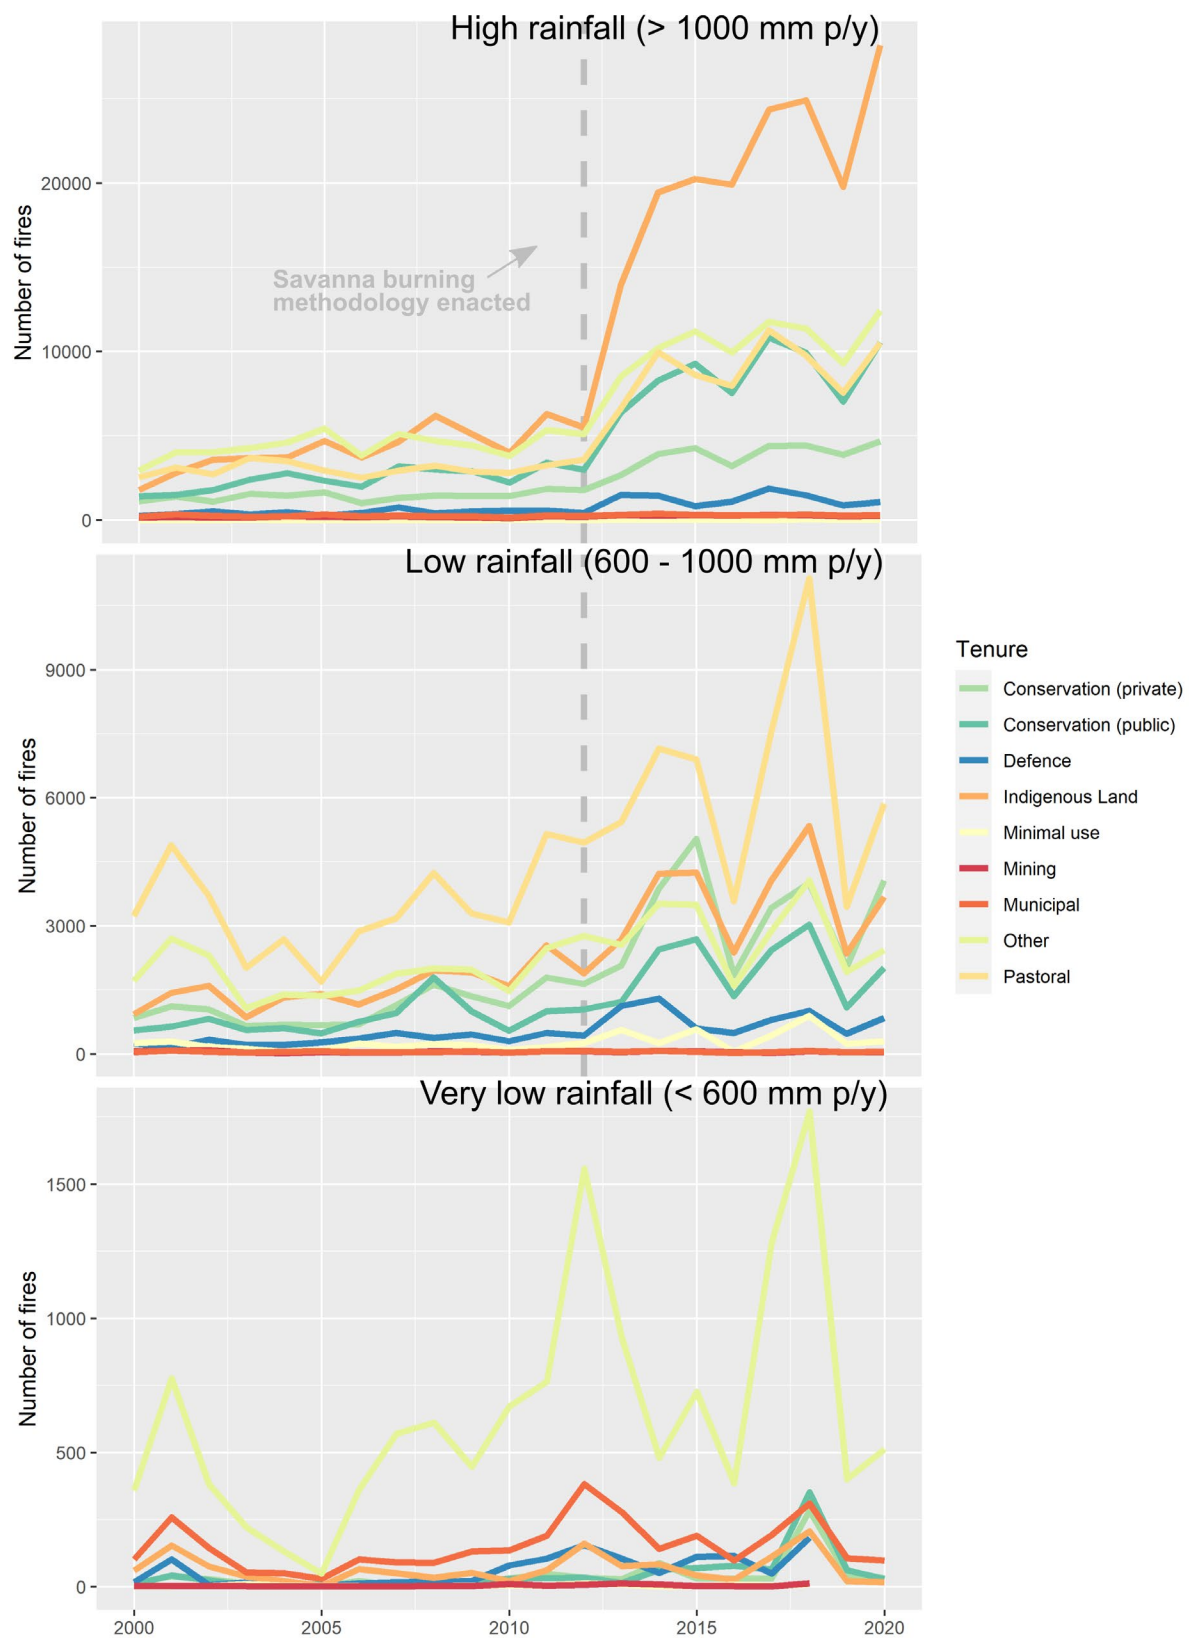 High rainfall (> 1000 mm p/y)
Number of fires
20000
10000
0
Savanna burning
methodology enacted
Low rainfall (600 - 1000 mm p/y)
Number of fires
9000
6000
3000
0
Tenure
Conservation (private)
Conservation (public)
Defence
Indigenous Land
Minimal use
Mining
Municipal
Other
Pastoral
Very low rainfall (< 600 mm p/y)
Number of fires
1500
1000
500
0
2000 2005 2010 2015 2020